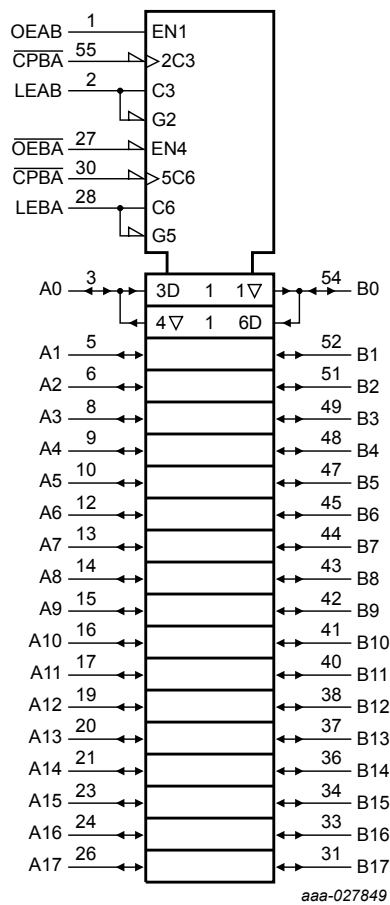 OEAB 1 EN1
CPBA 55 2C3
LEAB 2 C3
G2
OEBA 27 EN4
CPBA 30 5C6
LEBA 28 C6
G5
A0 3 3D 1 1▽ 54 B0
4▽ 1 6D
A1 5 52 B1
A2 6 51 B2
A3 8 49 B3
A4 9 48 B4
A5 10 47 B5
A6 12 45 B6
A7 13 44 B7
A8 14 43 B8
A9 15 42 B9
A10 16 41 B10
A11 17 40 B11
A12 19 38 B12
A13 20 37 B13
A14 21 36 B14
A15 23 34 B15
A16 24 33 B16
A17 26 31 B17
aaa-027849